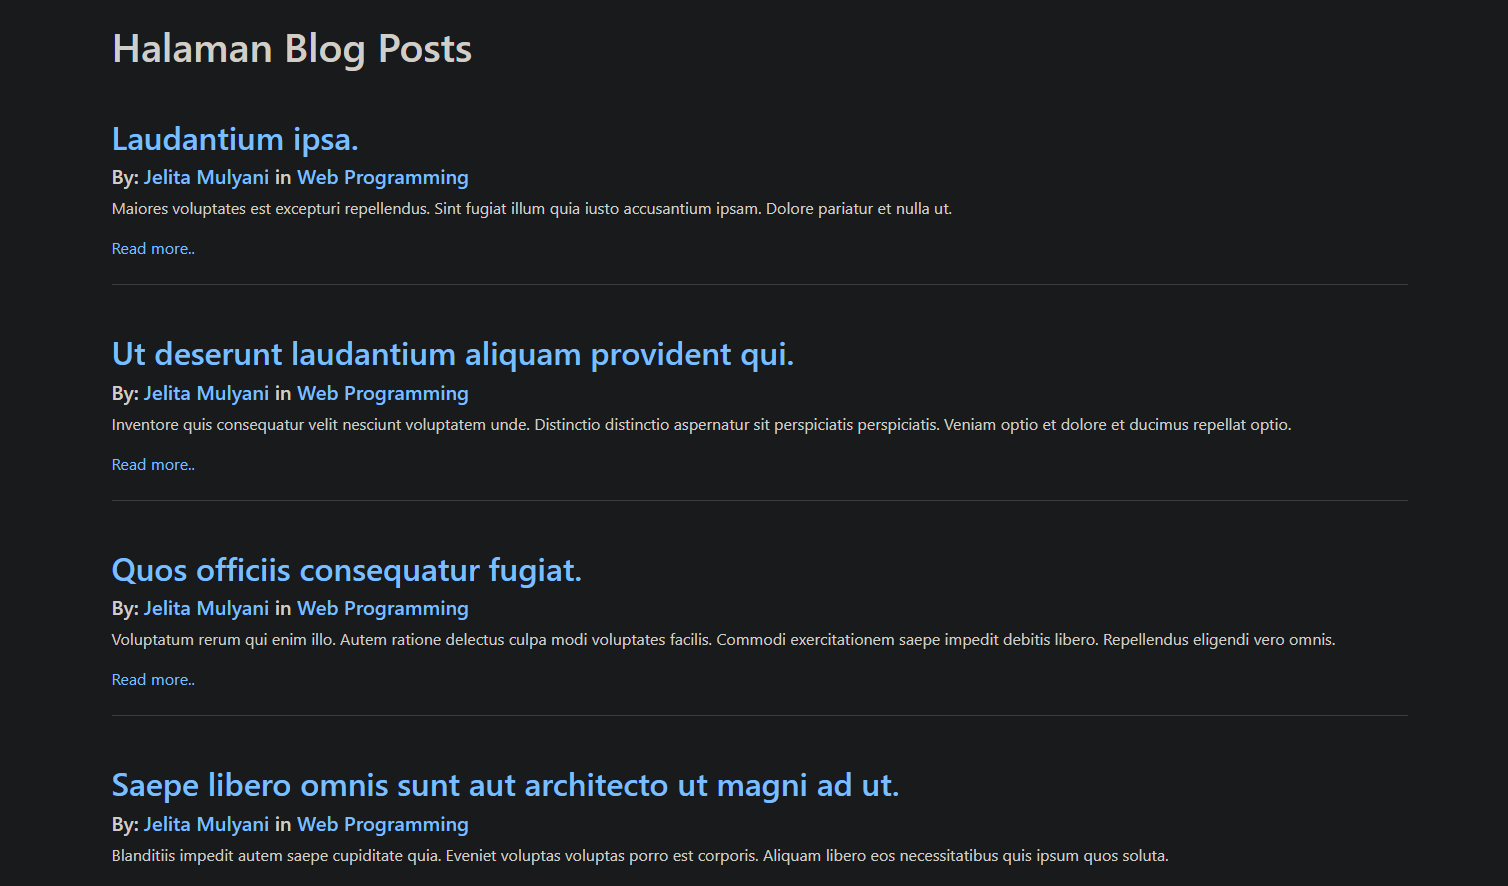 Halaman Blog Posts
Laudantium ipsa.
By: Jelita Mulyani in Web Programming
Maiores voluptates est excepturi repellendus. Sint fugiat illum quia iusto accusantium ipsam. Dolore pariatur et nulla ut.
Read more..
Ut deserunt laudantium aliquam provident qui.
By: Jelita Mulyani in Web Programming
Inventore quis consequatur velit nesciunt voluptatem unde. Distinctio distinctio aspernatur sit perspiciatis perspiciatis. Veniam optio et dolore et ducimus repellat optio.
Read more..
Quos officiis consequatur fugiat.
By: Jelita Mulyani in Web Programming
Voluptatum rerum qui enim illo. Autem ratione delectus culpa modi voluptates facilis. Commodi exercitationem saepe impedit debitis libero. Repellendus eligendi vero omnis.
Read more..
Saepe libero omnis sunt aut architecto ut magni ad ut.
By: Jelita Mulyani in Web Programming
Blanditiis impedit autem saepe cupiditate quia. Eveniet voluptas voluptas porro est corporis. Aliquam libero eos necessitatibus quis ipsum quos soluta.